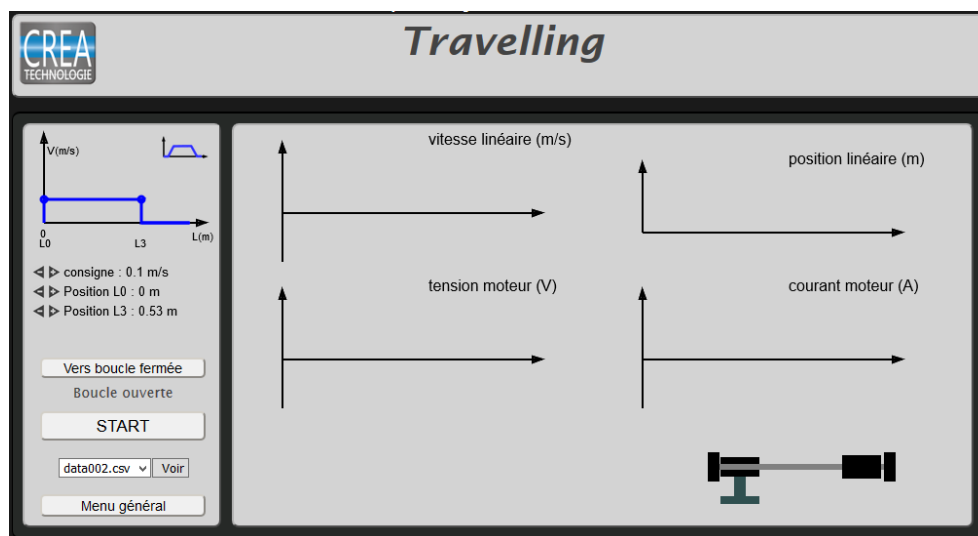 CREA
TECHNOLOGIE
Travelling
V(m/s)
0
L0
L3
L(m)
consigne : 0.1 m/s
Position L0 : 0 m
Position L3 : 0.53 m
Vers boucle fermée
Boucle ouverte
START
data002.csv Voir
Menu général
vitesse linéaire (m/s)
position linéaire (m)
tension moteur (V)
courant moteur (A)